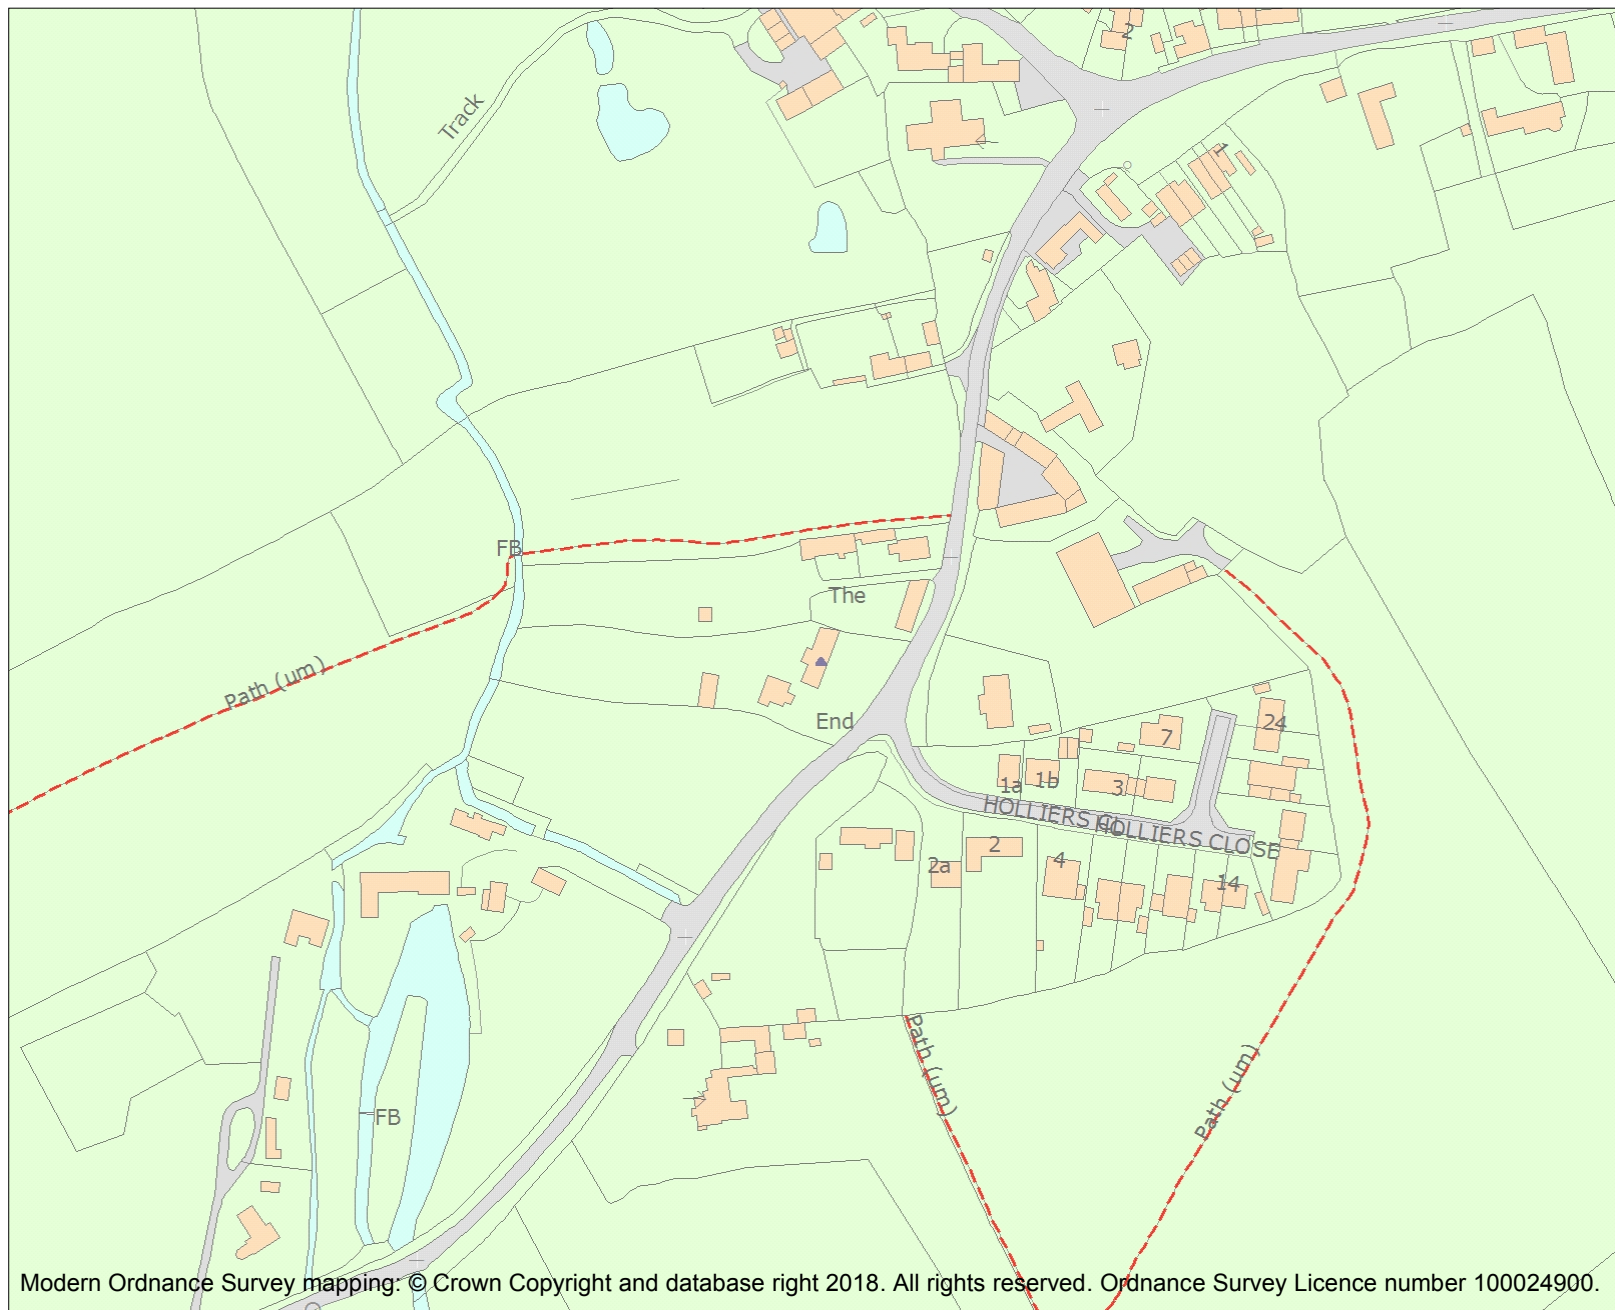 2
Track
1
FB
The
Path (um)
End
24
7
1a
1b
3
HOLLIERS CL
HOLLIERS CLOSE
2
2a
4
14
Path (um)
Path (um)
FB
Modern Ordnance Survey mapping: © Crown Copyright and database right 2018. All rights reserved. Ordnance Survey Licence number 100024900.